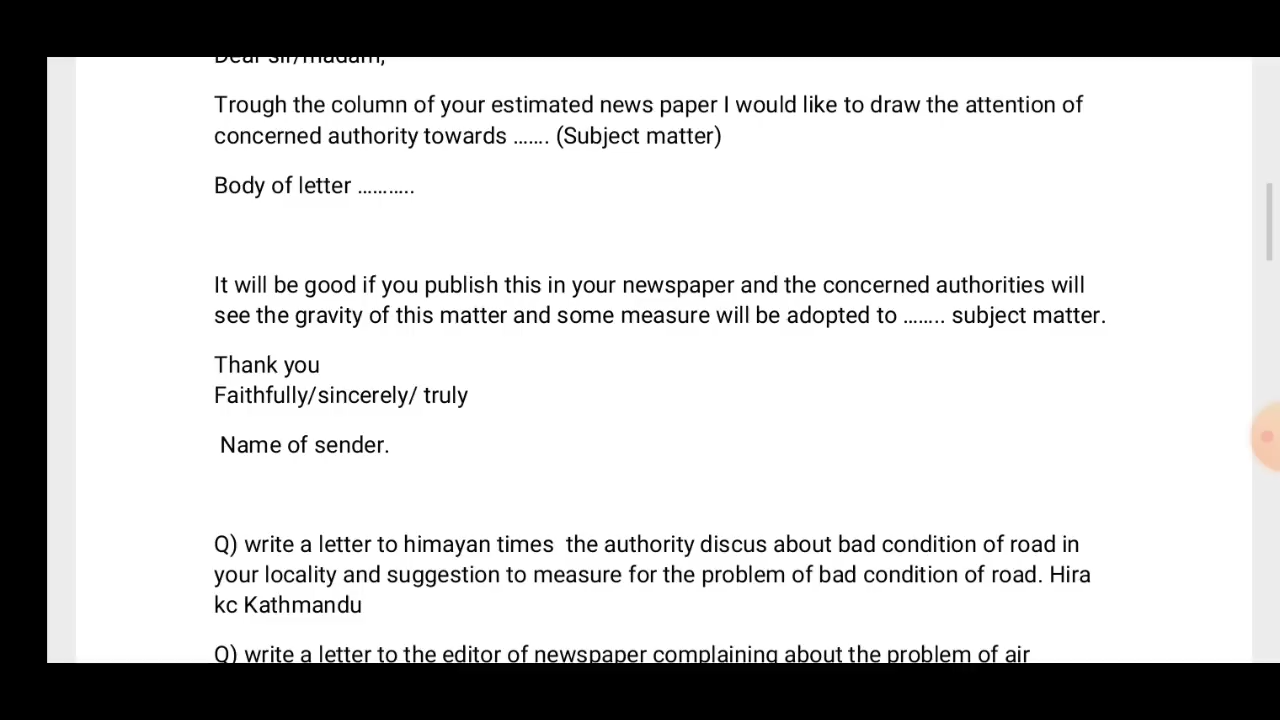 Dear sir/madam,
Trough the column of your estimated news paper I would like to draw the attention of
concerned authority towards ....... (Subject matter)
Body of letter ...........
It will be good if you publish this in your newspaper and the concerned authorities will
see the gravity of this matter and some measure will be adopted to ........ subject matter.
Thank you
Faithfully/sincerely/ truly
Name of sender.
Q) write a letter to himayan times  the authority discus about bad condition of road in
your locality and suggestion to measure for the problem of bad condition of road. Hira
kc Kathmandu
Q) write a letter to the editor of newspaper complaining about the problem of air